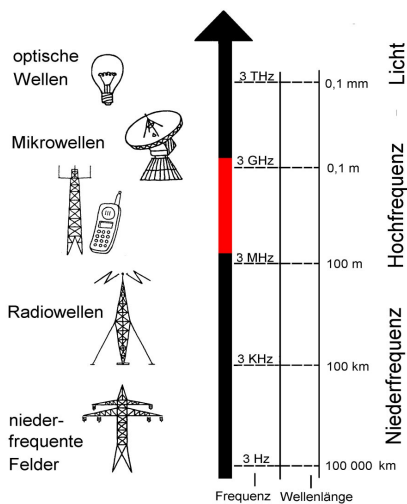 optische
Wellen
Mikrowellen
Radiowellen
nieder-
frequente
Felder
3 THz
0,1 mm
3 GHz
0,1 m
3 MHz
100 m
3 KHz
100 km
3 Hz
100 000 km
Frequenz Wellenlänge
Licht
Hochfrequenz
Niederfrequenz